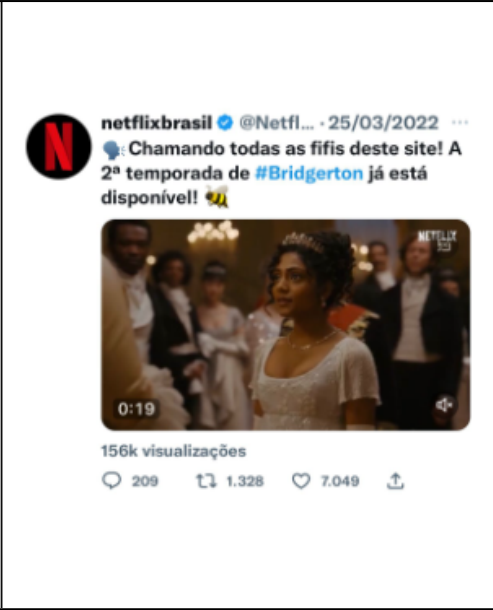 netflixbrasil @Netfl... · 25/03/2022 ...
Chamando todas as fifis deste site! A
2ª temporada de #Bridgerton já está
disponível!
NETFLIX
0:19
156k visualizações
209 1.328 7.049